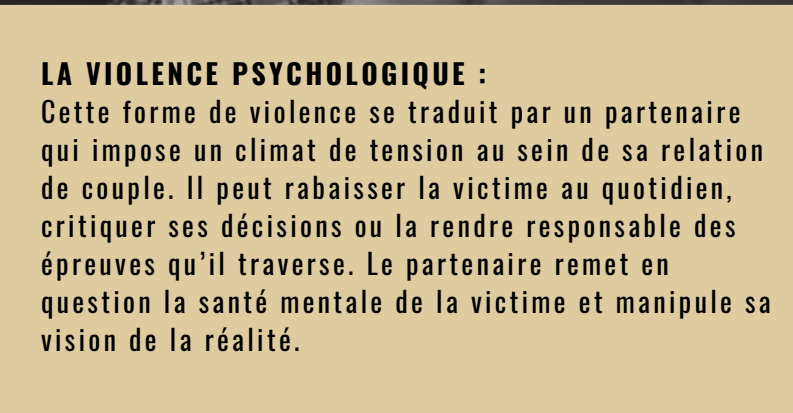 LA VIOLENCE PSYCHOLOGIQUE :
Cette forme de violence se traduit par un partenaire
qui impose un climat de tension au sein de sa relation
de couple. Il peut rabaisser la victime au quotidien,
critiquer ses décisions ou la rendre responsable des
épreuves qu’il traverse. Le partenaire remet en
question la santé mentale de la victime et manipule sa
vision de la réalité.